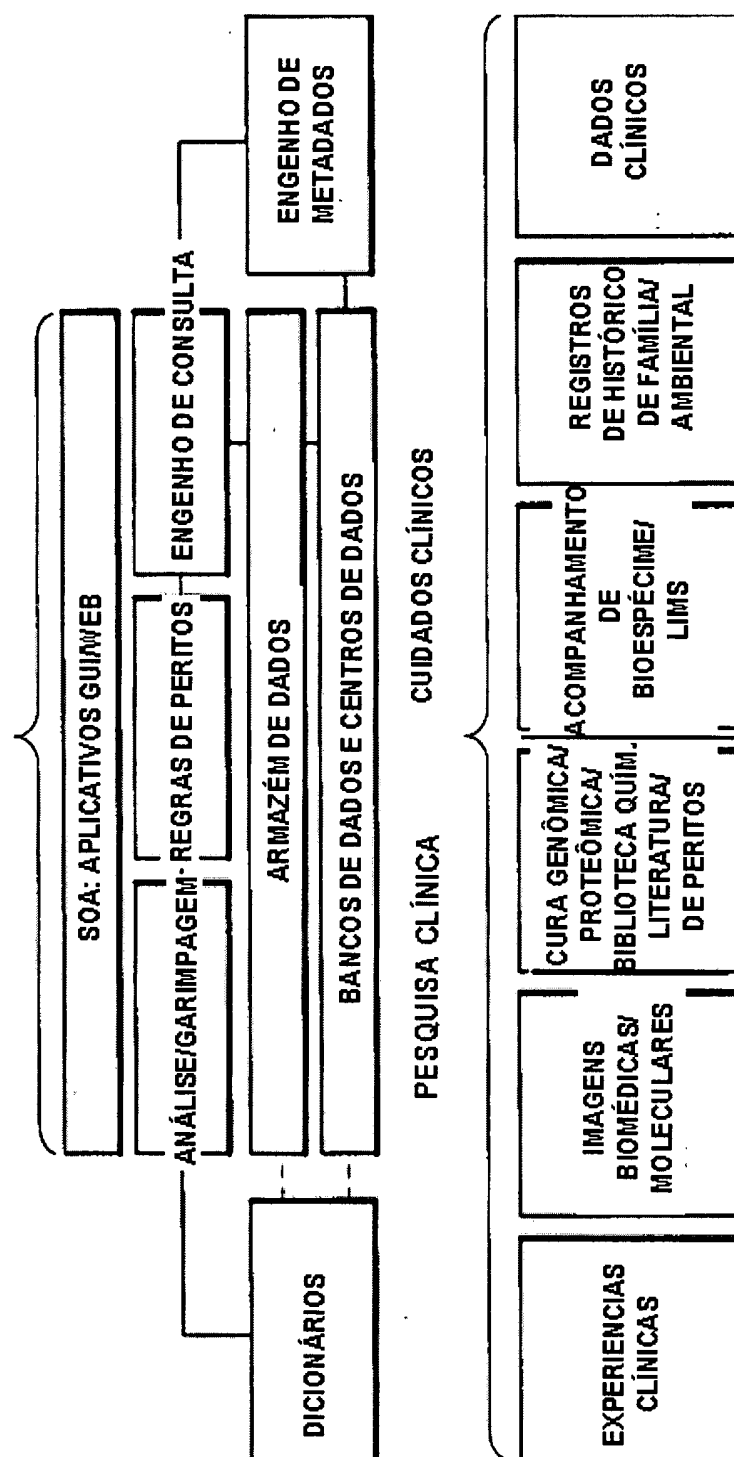 SOA: APLICATIVOS GUI/WEB
ANÁLISE/GARIMPAGEM
REGRAS DE PERITOS
ENGENHO DE CONSULTA
DICIONÁRIOS
ARMAZÉM DE DADOS
ENGENHO DE
METADADOS
BANCOS DE DADOS E CENTROS DE DADOS
PESQUISA CLÍNICA
CUIDADOS CLÍNICOS
EXPERIENCIAS
CLÍNICAS
IMAGENS
BIOMÉDICAS/
MOLECULARES
CURA GENÔMICA/
PROTEÔMICA/
BIBLIOTECA QUÍM.
LITERATURA/
DE PERITOS
ACOMPANHAMENTO
DE
BIOESPÉCIME/
LIMS
REGISTROS
DE HISTÓRICO
DE FAMÍLIA/
AMBIENTAL
DADOS
CLÍNICOS